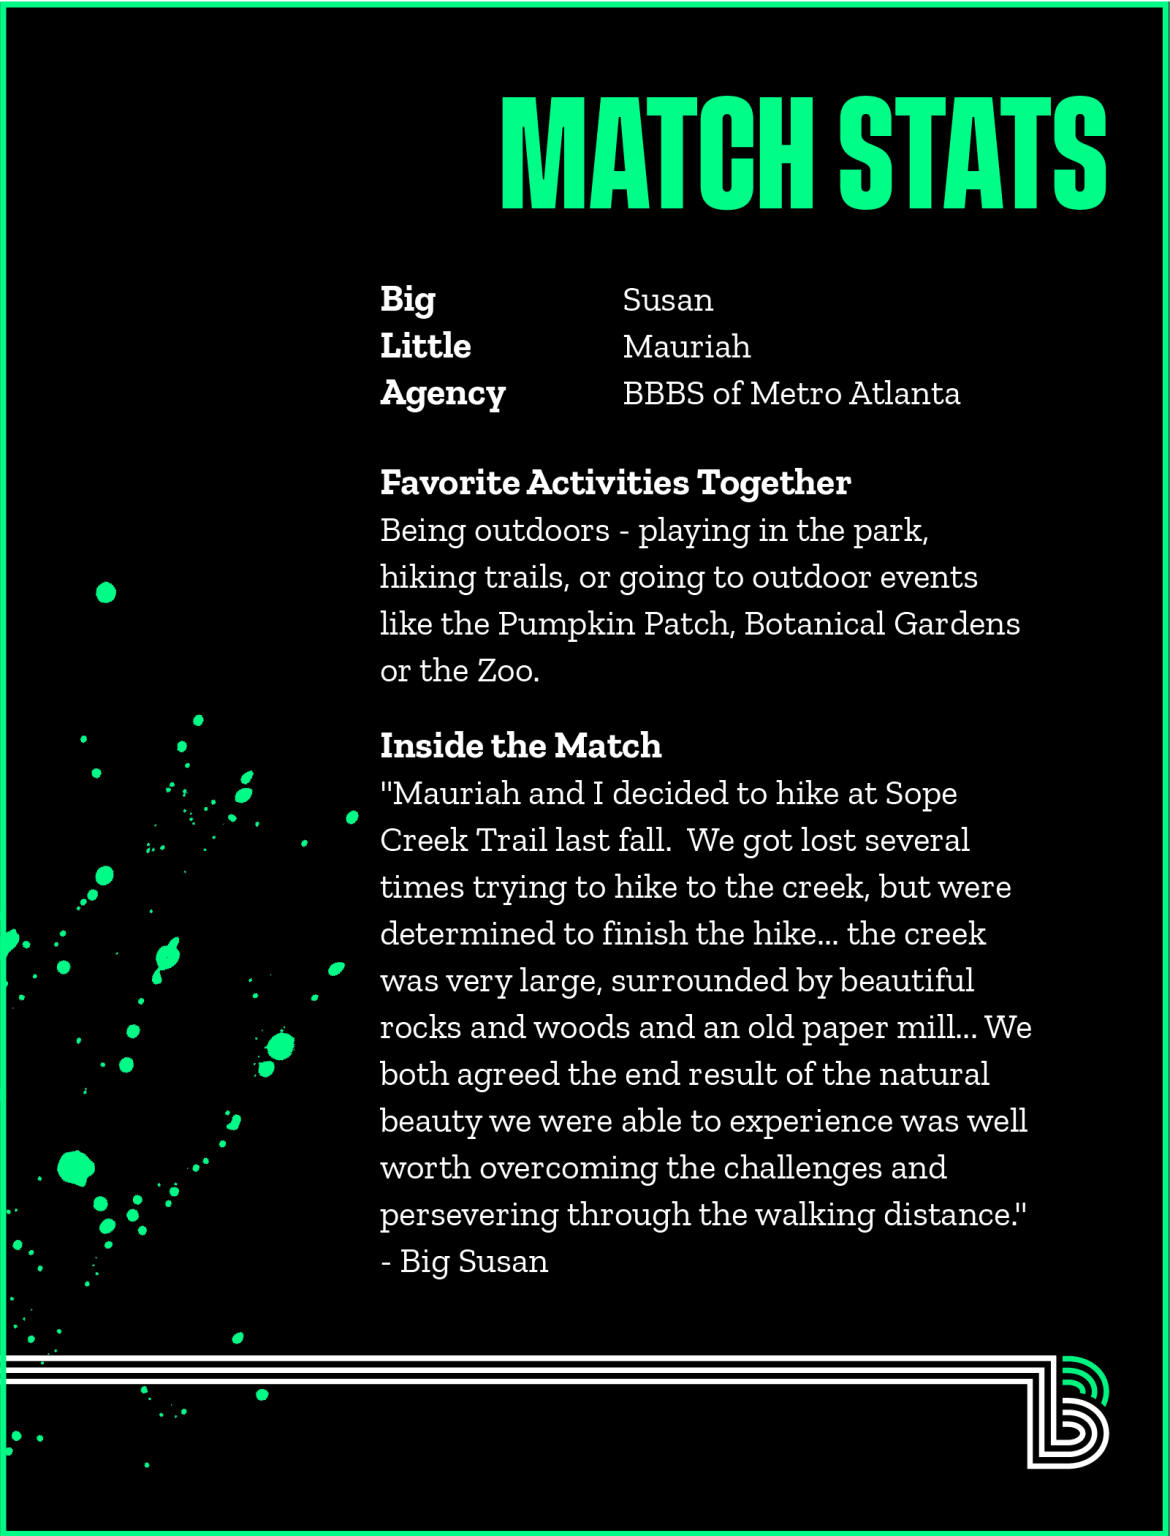 MATCH STATS
Big Susan
Little Mauriah
Agency BBBS of Metro Atlanta
Favorite Activities Together
Being outdoors - playing in the park,
hiking trails, or going to outdoor events
like the Pumpkin Patch, Botanical Gardens
or the Zoo.
Inside the Match
"Mauriah and I decided to hike at Sope
Creek Trail last fall.  We got lost several
times trying to hike to the creek, but were
determined to finish the hike... the creek
was very large, surrounded by beautiful
rocks and woods and an old paper mill... We
both agreed the end result of the natural
beauty we were able to experience was well
worth overcoming the challenges and
persevering through the walking distance."
- Big Susan